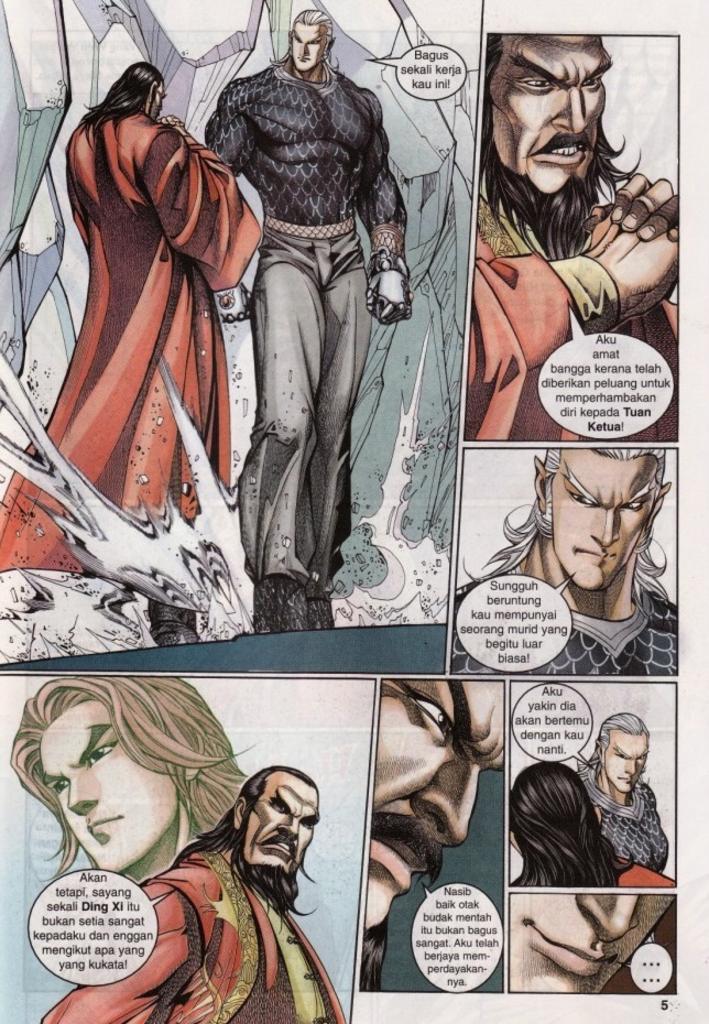 Bagus
sekali kerja
kau ini!
Aku
amat
bangga kerana telah
diberikan peluang untuk
memperhambakan
diri kepada Tuan
Ketua!
Sungguh
beruntung
kau mempunyai
seorang murid yang
begitu luar
biasa!
Akan
tetapi, sayang
sekali Ding Xi itu
bukan setia sangat
kepadaku dan enggan
mengikut apa yang
yang kukata!
Nasib
baik otak
budak mentah
itu bukan bagus
sangat. Aku telah
berjaya mem-
perdayakan-
nya.
Aku
yakin dia
akan bertemu
dengan kau
nanti.
...
...
5